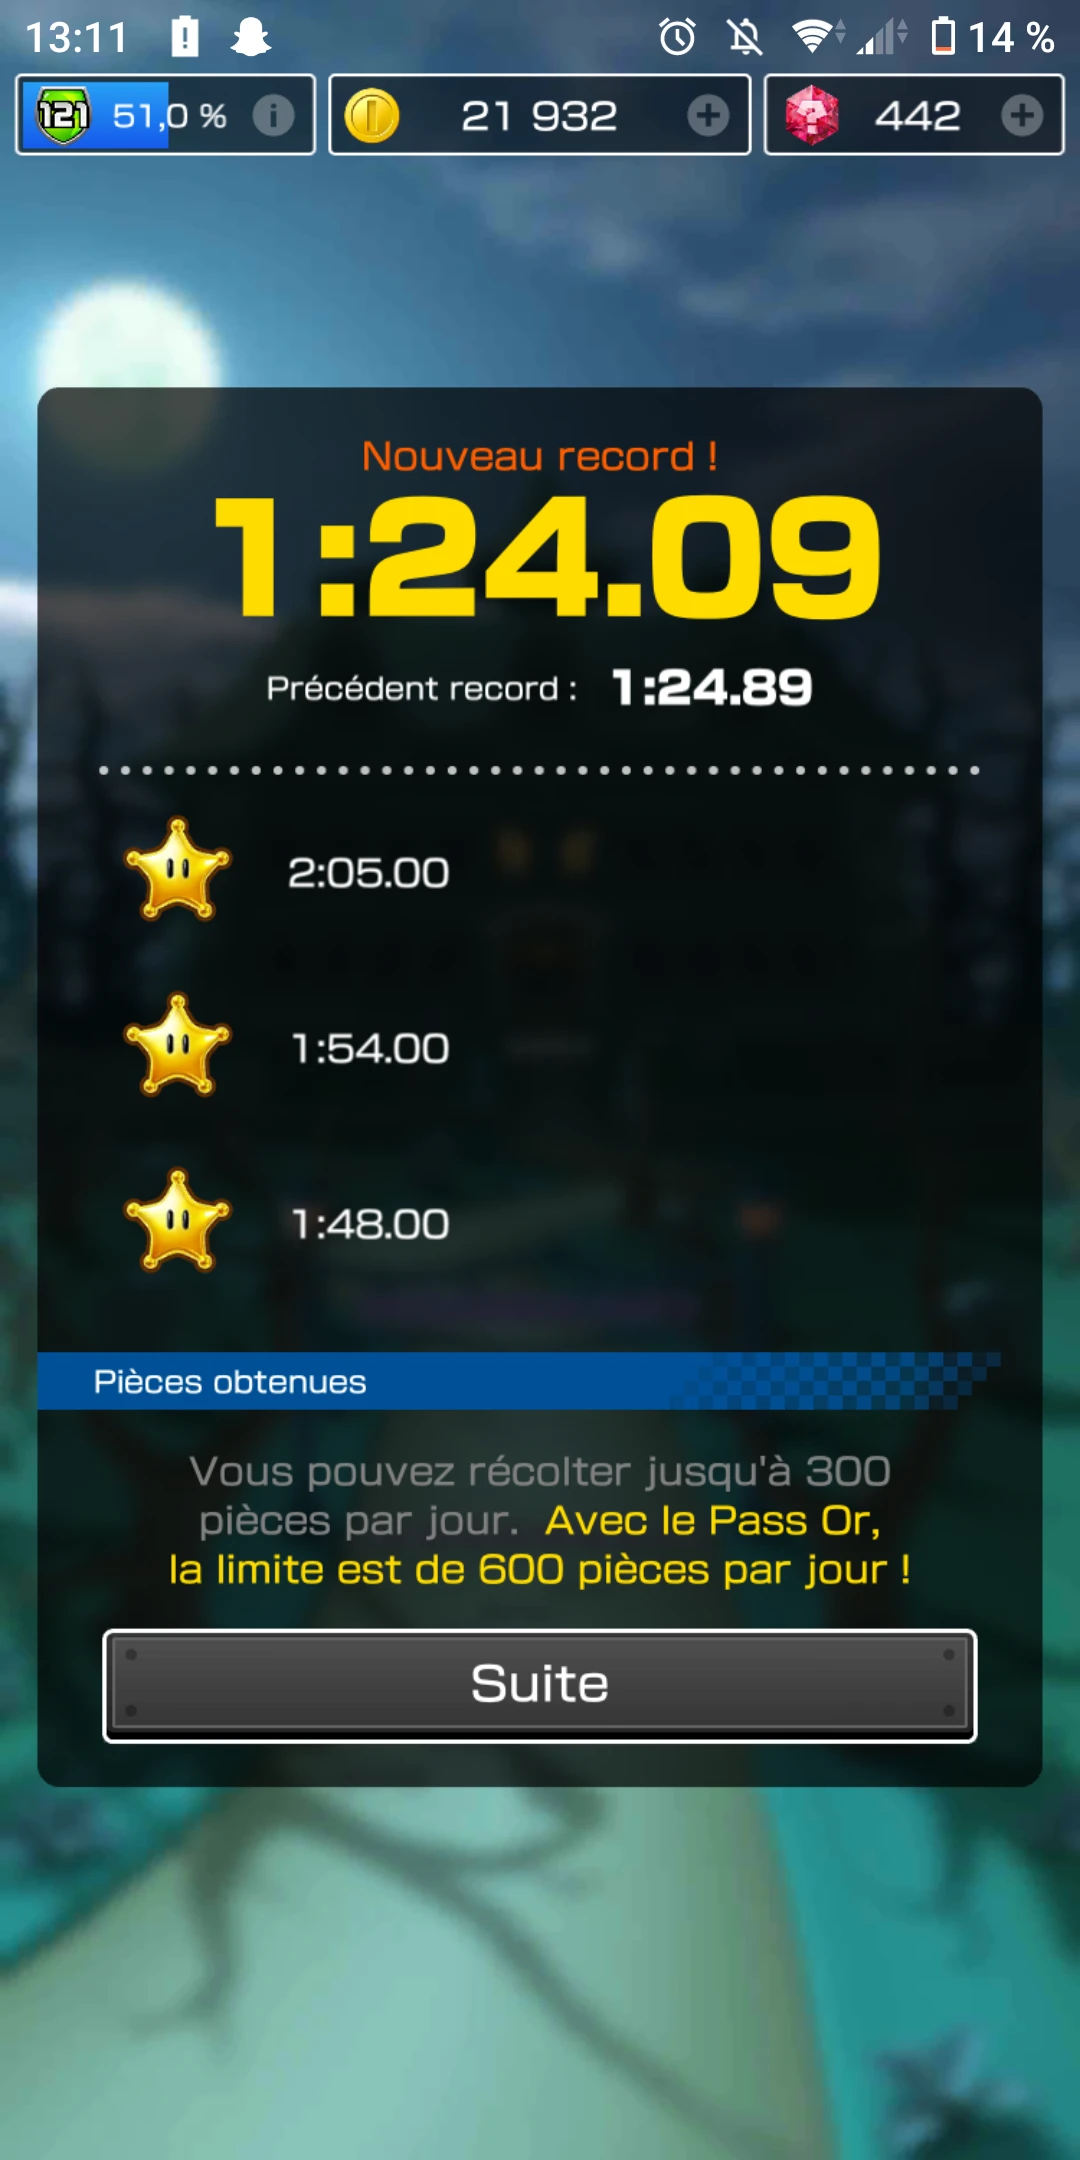 13:11 14 %
121 51,0 % 21 932 442
Nouveau record !
1:24.09
Précédent record : 1:24.89
2:05.00
1:54.00
1:48.00
Pièces obtenues
Vous pouvez récolter jusqu'à 300
pièces par jour. Avec le Pass Or,
la limite est de 600 pièces par jour !
Suite